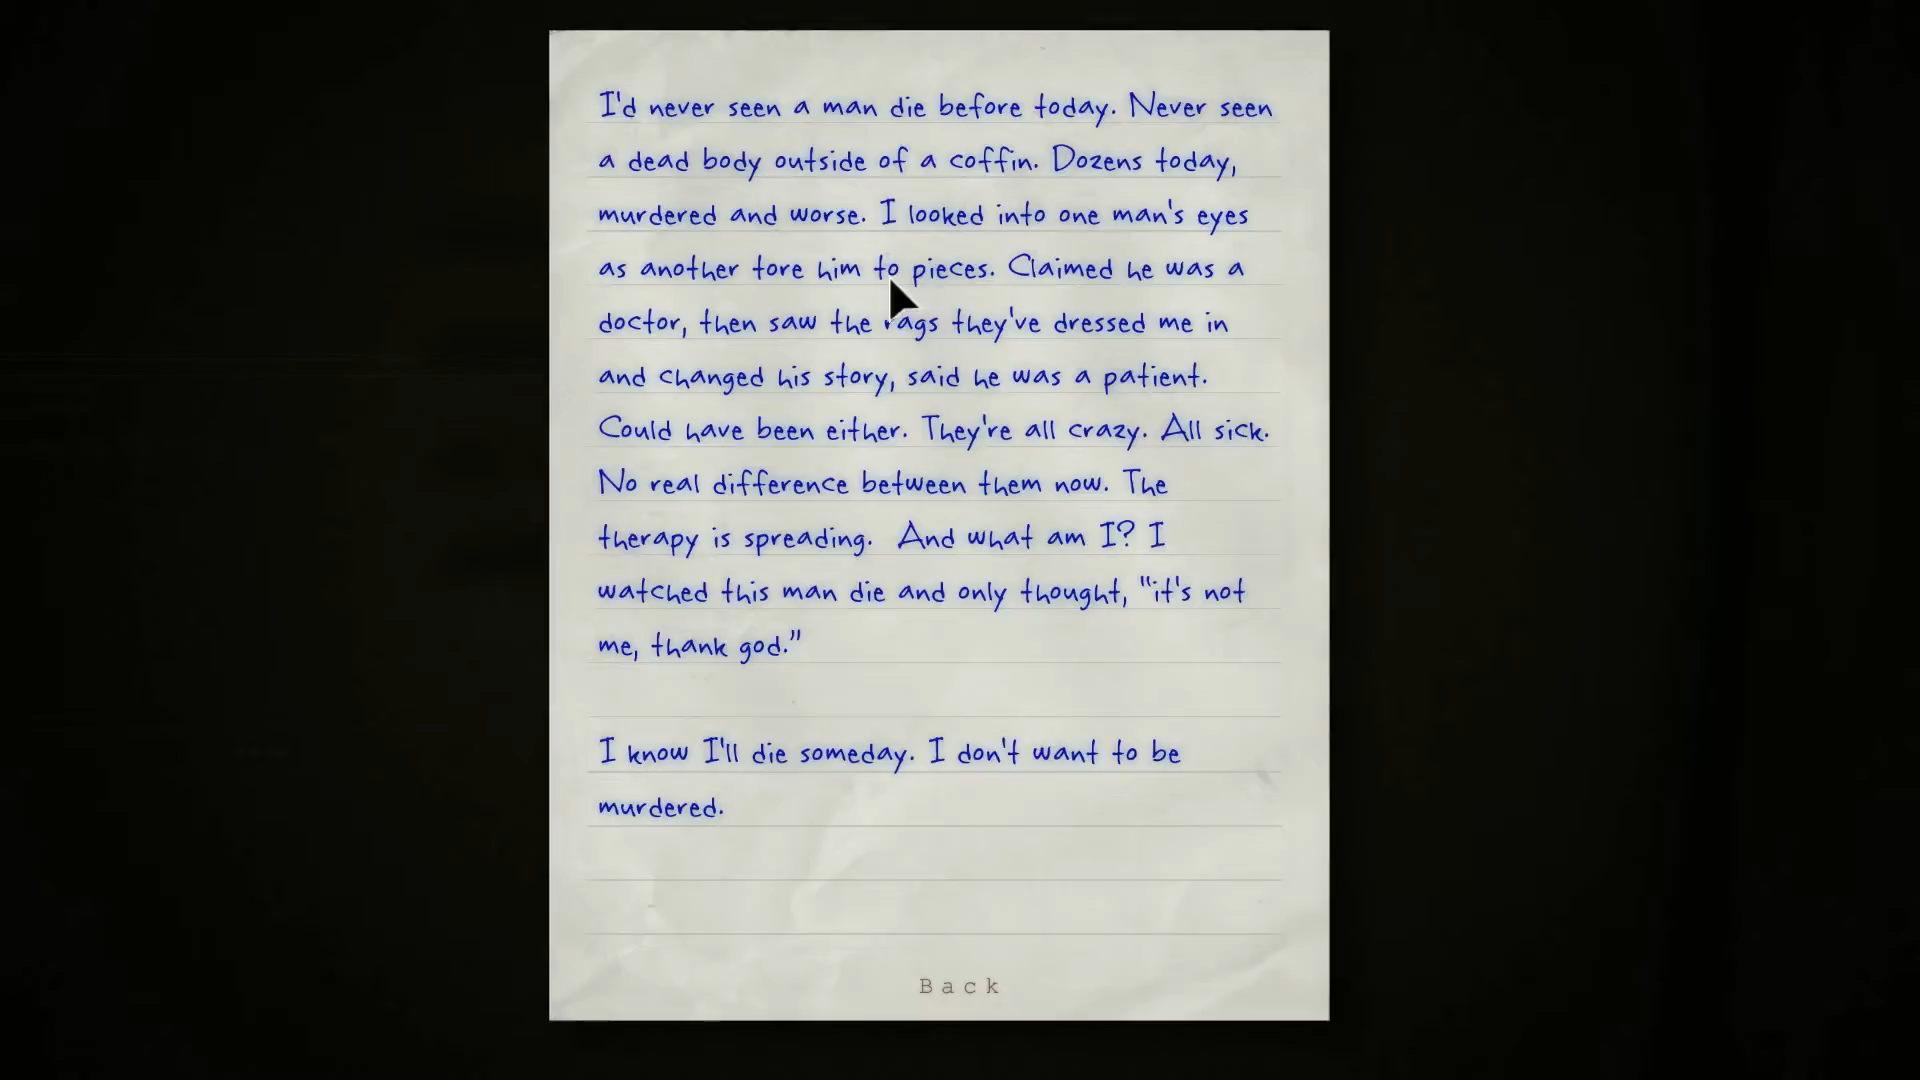 I'd never seen a man die before today. Never seen
a dead body outside of a coffin. Dozens today,
murdered and worse. I looked into one man's eyes
as another tore him to pieces. Claimed he was a
doctor, then saw the rags they've dressed me in
and changed his story, said he was a patient.
Could have been either. They're all crazy. All sick.
No real difference between them now. The
therapy is spreading.  And what am I? I
watched this man die and only thought, "it's not
me, thank god."
I know I'll die someday. I don't want to be
murdered.
Back